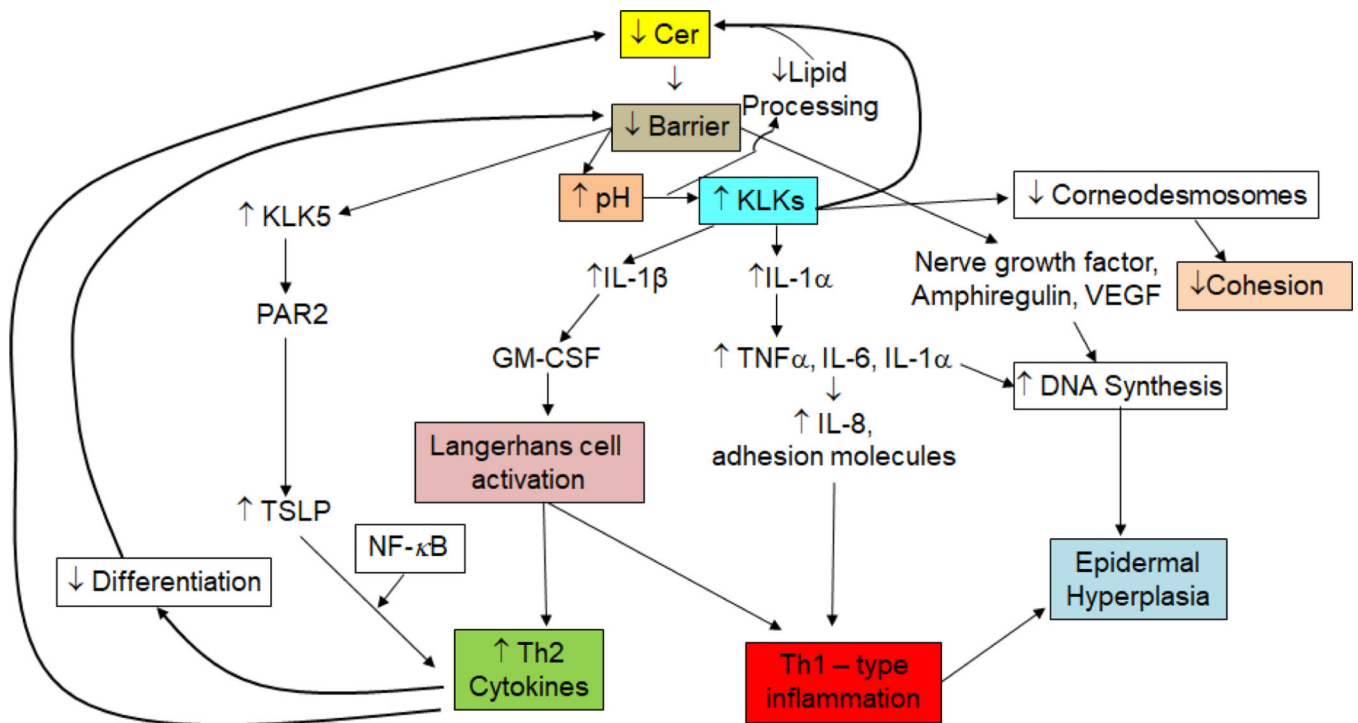 ↓ Cer
↓
↓Lipid
Processing
↓ Barrier
↑ pH
↑ KLKs
↓ Corneodesmosomes
↑ KLK5
↑IL-1β
↑IL-1α
Nerve growth factor,
Amphiregulin, VEGF
↓Cohesion
PAR2
GM-CSF
↑ TNFα, IL-6, IL-1α
↑ DNA Synthesis
↓
↑ IL-8,
adhesion molecules
Langerhans cell
activation
↑ TSLP
NF-κB
↓ Differentiation
Epidermal
Hyperplasia
↑ Th2
Cytokines
Th1 – type
inflammation